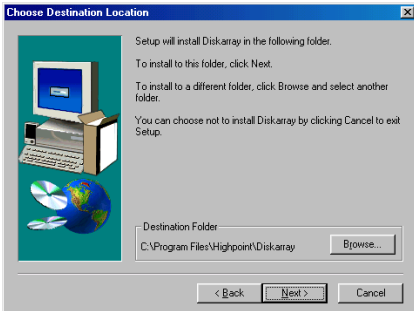 Choose Destination Location
Setup will install Diskarray in the following folder.
To install to this folder, click Next.
To install to a different folder, click Browse and select another
folder.
You can choose not to install Diskarray by clicking Cancel to exit
Setup.
Destination Folder
C:\Program Files\Highpoint\Diskarray
Browse...
< Back
Next >
Cancel